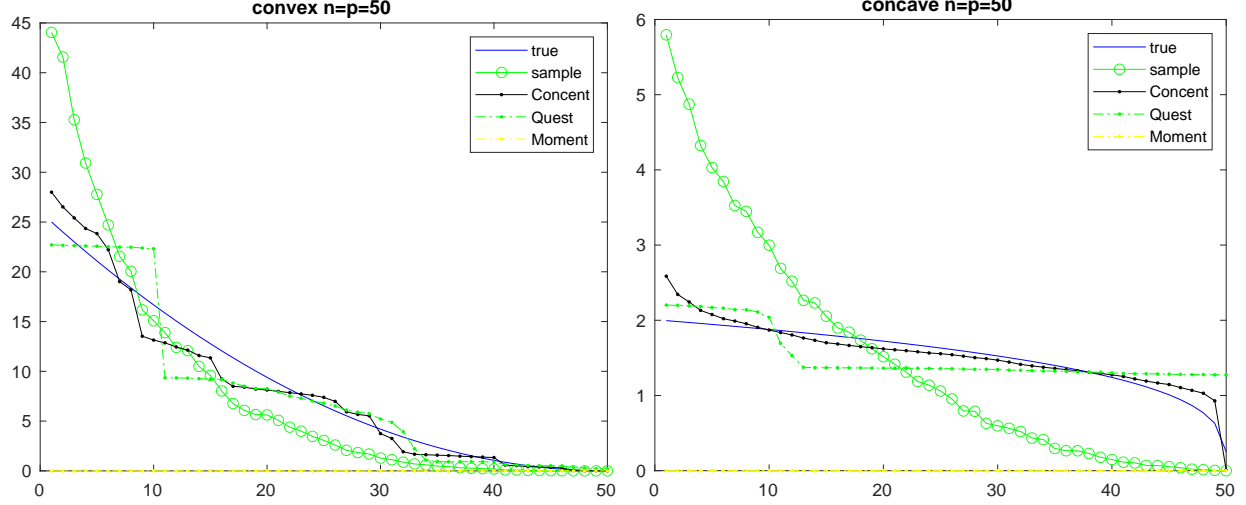 convex n=p=50
45
40
35
30
25
20
15
10
5
0
0 10 20 30 40 50
true
sample
Concent
Quest
Moment
concave n=p=50
6
5
4
3
2
1
0
0 10 20 30 40 50
true
sample
Concent
Quest
Moment